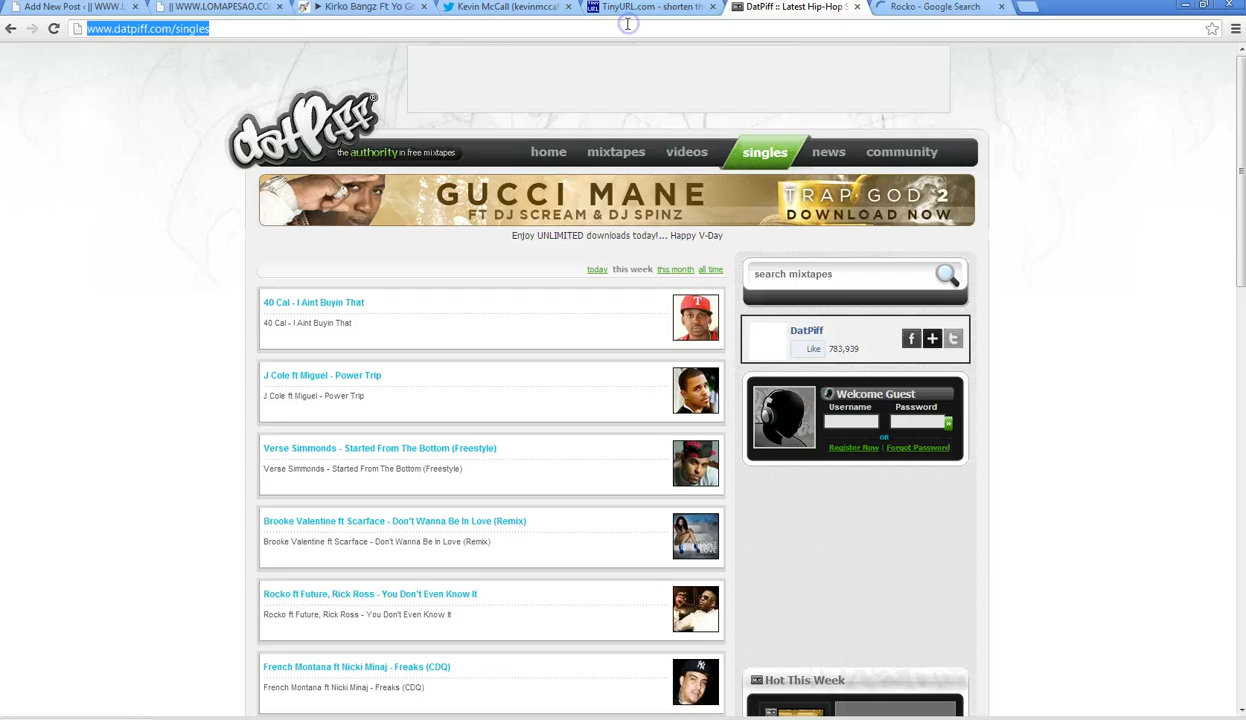 Add New Post ‹ || WWW.L
|| WWW.LOMAPESAO.CO
▶ Kirko Bangz Ft Yo G
Kevin McCall (kevinmccal
TinyURL.com - shorten th
DatPiff :: Latest Hip-Hop S
Rocko - Google Search
www.datpiff.com/singles
datPiff®
the authority in free mixtapes
home mixtapes videos singles news community
GUCCI MANE
FT DJ SCREAM & DJ SPINZ
TRAP GOD 2
DOWNLOAD NOW
Enjoy UNLIMITED downloads today!... Happy V-Day
today this week this month all time
search mixtapes
40 Cal - I Aint Buyin That
40 Cal - I Aint Buyin That
DatPiff
Like 783,939
J Cole ft Miguel - Power Trip
J Cole ft Miguel - Power Trip
Welcome Guest
Username Password
OR
Register Now | Forgot Password
Verse Simmonds - Started From The Bottom (Freestyle)
Verse Simmonds - Started From The Bottom (Freestyle)
Brooke Valentine ft Scarface - Don't Wanna Be In Love (Remix)
Brooke Valentine ft Scarface - Don't Wanna Be In Love (Remix)
Rocko ft Future, Rick Ross - You Don't Even Know It
Rocko ft Future, Rick Ross - You Don't Even Know It
French Montana ft Nicki Minaj - Freaks (CDQ)
French Montana ft Nicki Minaj - Freaks (CDQ)
Hot This Week